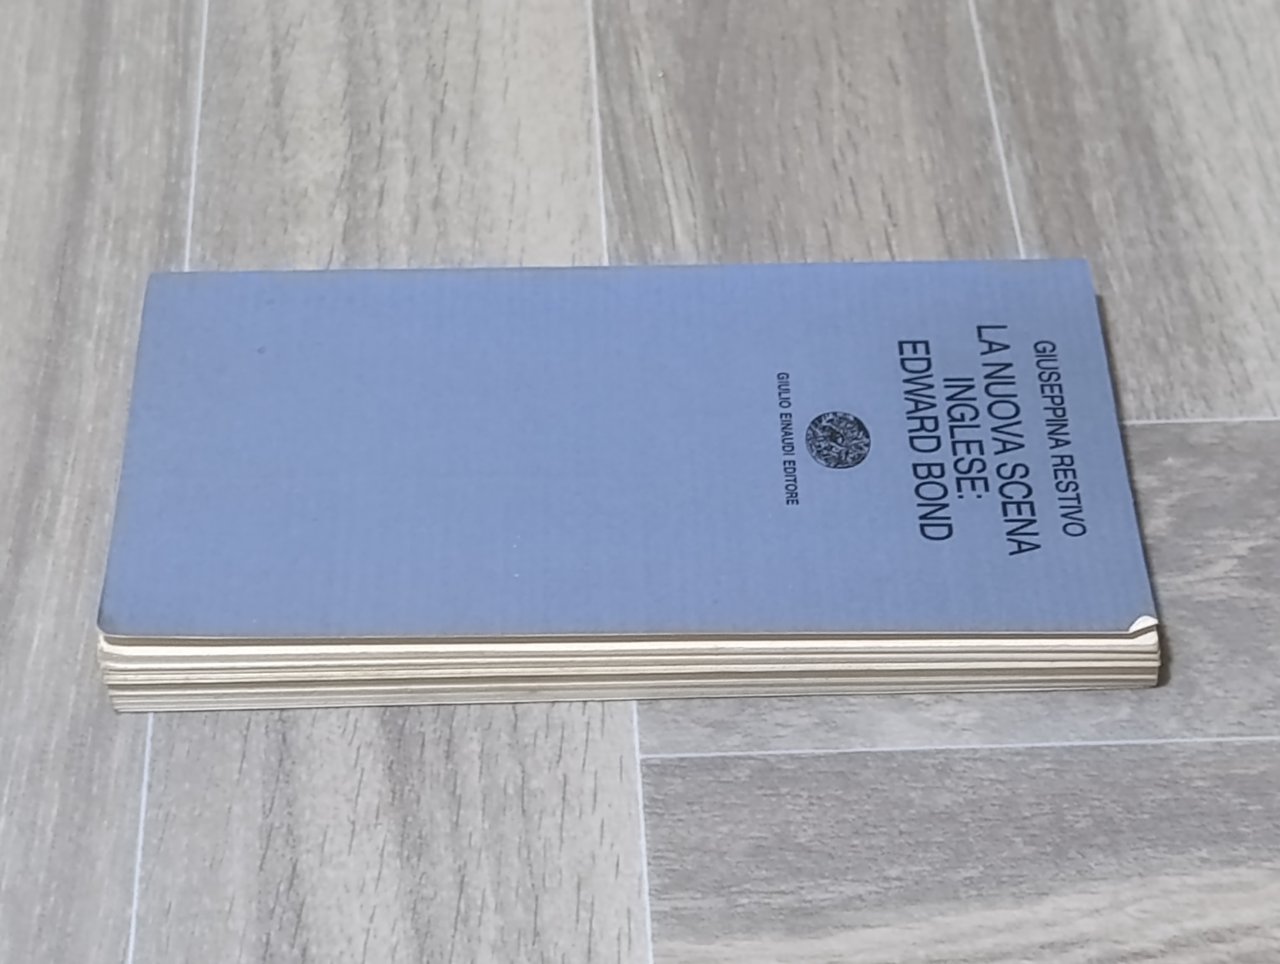 GIUSEPPINA RESTIVO
LA NUOVA SCENA
INGLESE:
EDWARD BOND
GIULIO EINAUDI EDITORE